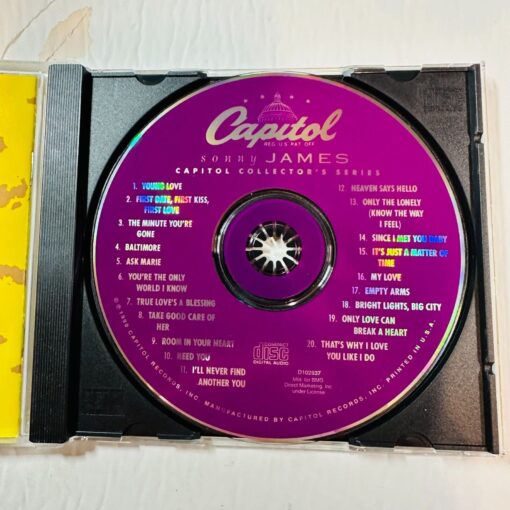 Capitol
REG. U.S. PAT. OFF.
sonny JAMES
CAPITOL COLLECTOR'S SERIES
1. YOUNG LOVE
2. FIRST DATE, FIRST KISS,
FIRST LOVE
3. THE MINUTE YOU'RE
GONE
4. BALTIMORE
5. ASK MARIE
6. YOU'RE THE ONLY
WORLD I KNOW
7. TRUE LOVE'S A BLESSING
8. TAKE GOOD CARE OF
HER
9. ROOM IN YOUR HEART
10. NEED YOU
11. I'LL NEVER FIND
ANOTHER YOU
12. HEAVEN SAYS HELLO
13. ONLY THE LONELY
(KNOW THE WAY
I FEEL)
14. SINCE I MET YOU BABY
15. IT'S JUST A MATTER OF
TIME
16. MY LOVE
17. EMPTY ARMS
18. BRIGHT LIGHTS, BIG CITY
19. ONLY LOVE CAN
BREAK A HEART
20. THAT'S WHY I LOVE
YOU LIKE I DO
COMPACT
disc
DIGITAL AUDIO
D102937
Mfd. for BMG
Direct Marketing, Inc.
under License
CAPITOL RECORDS, INC. MANUFACTURED BY CAPITOL RECORDS, INC. PRINTED IN U.S.A.